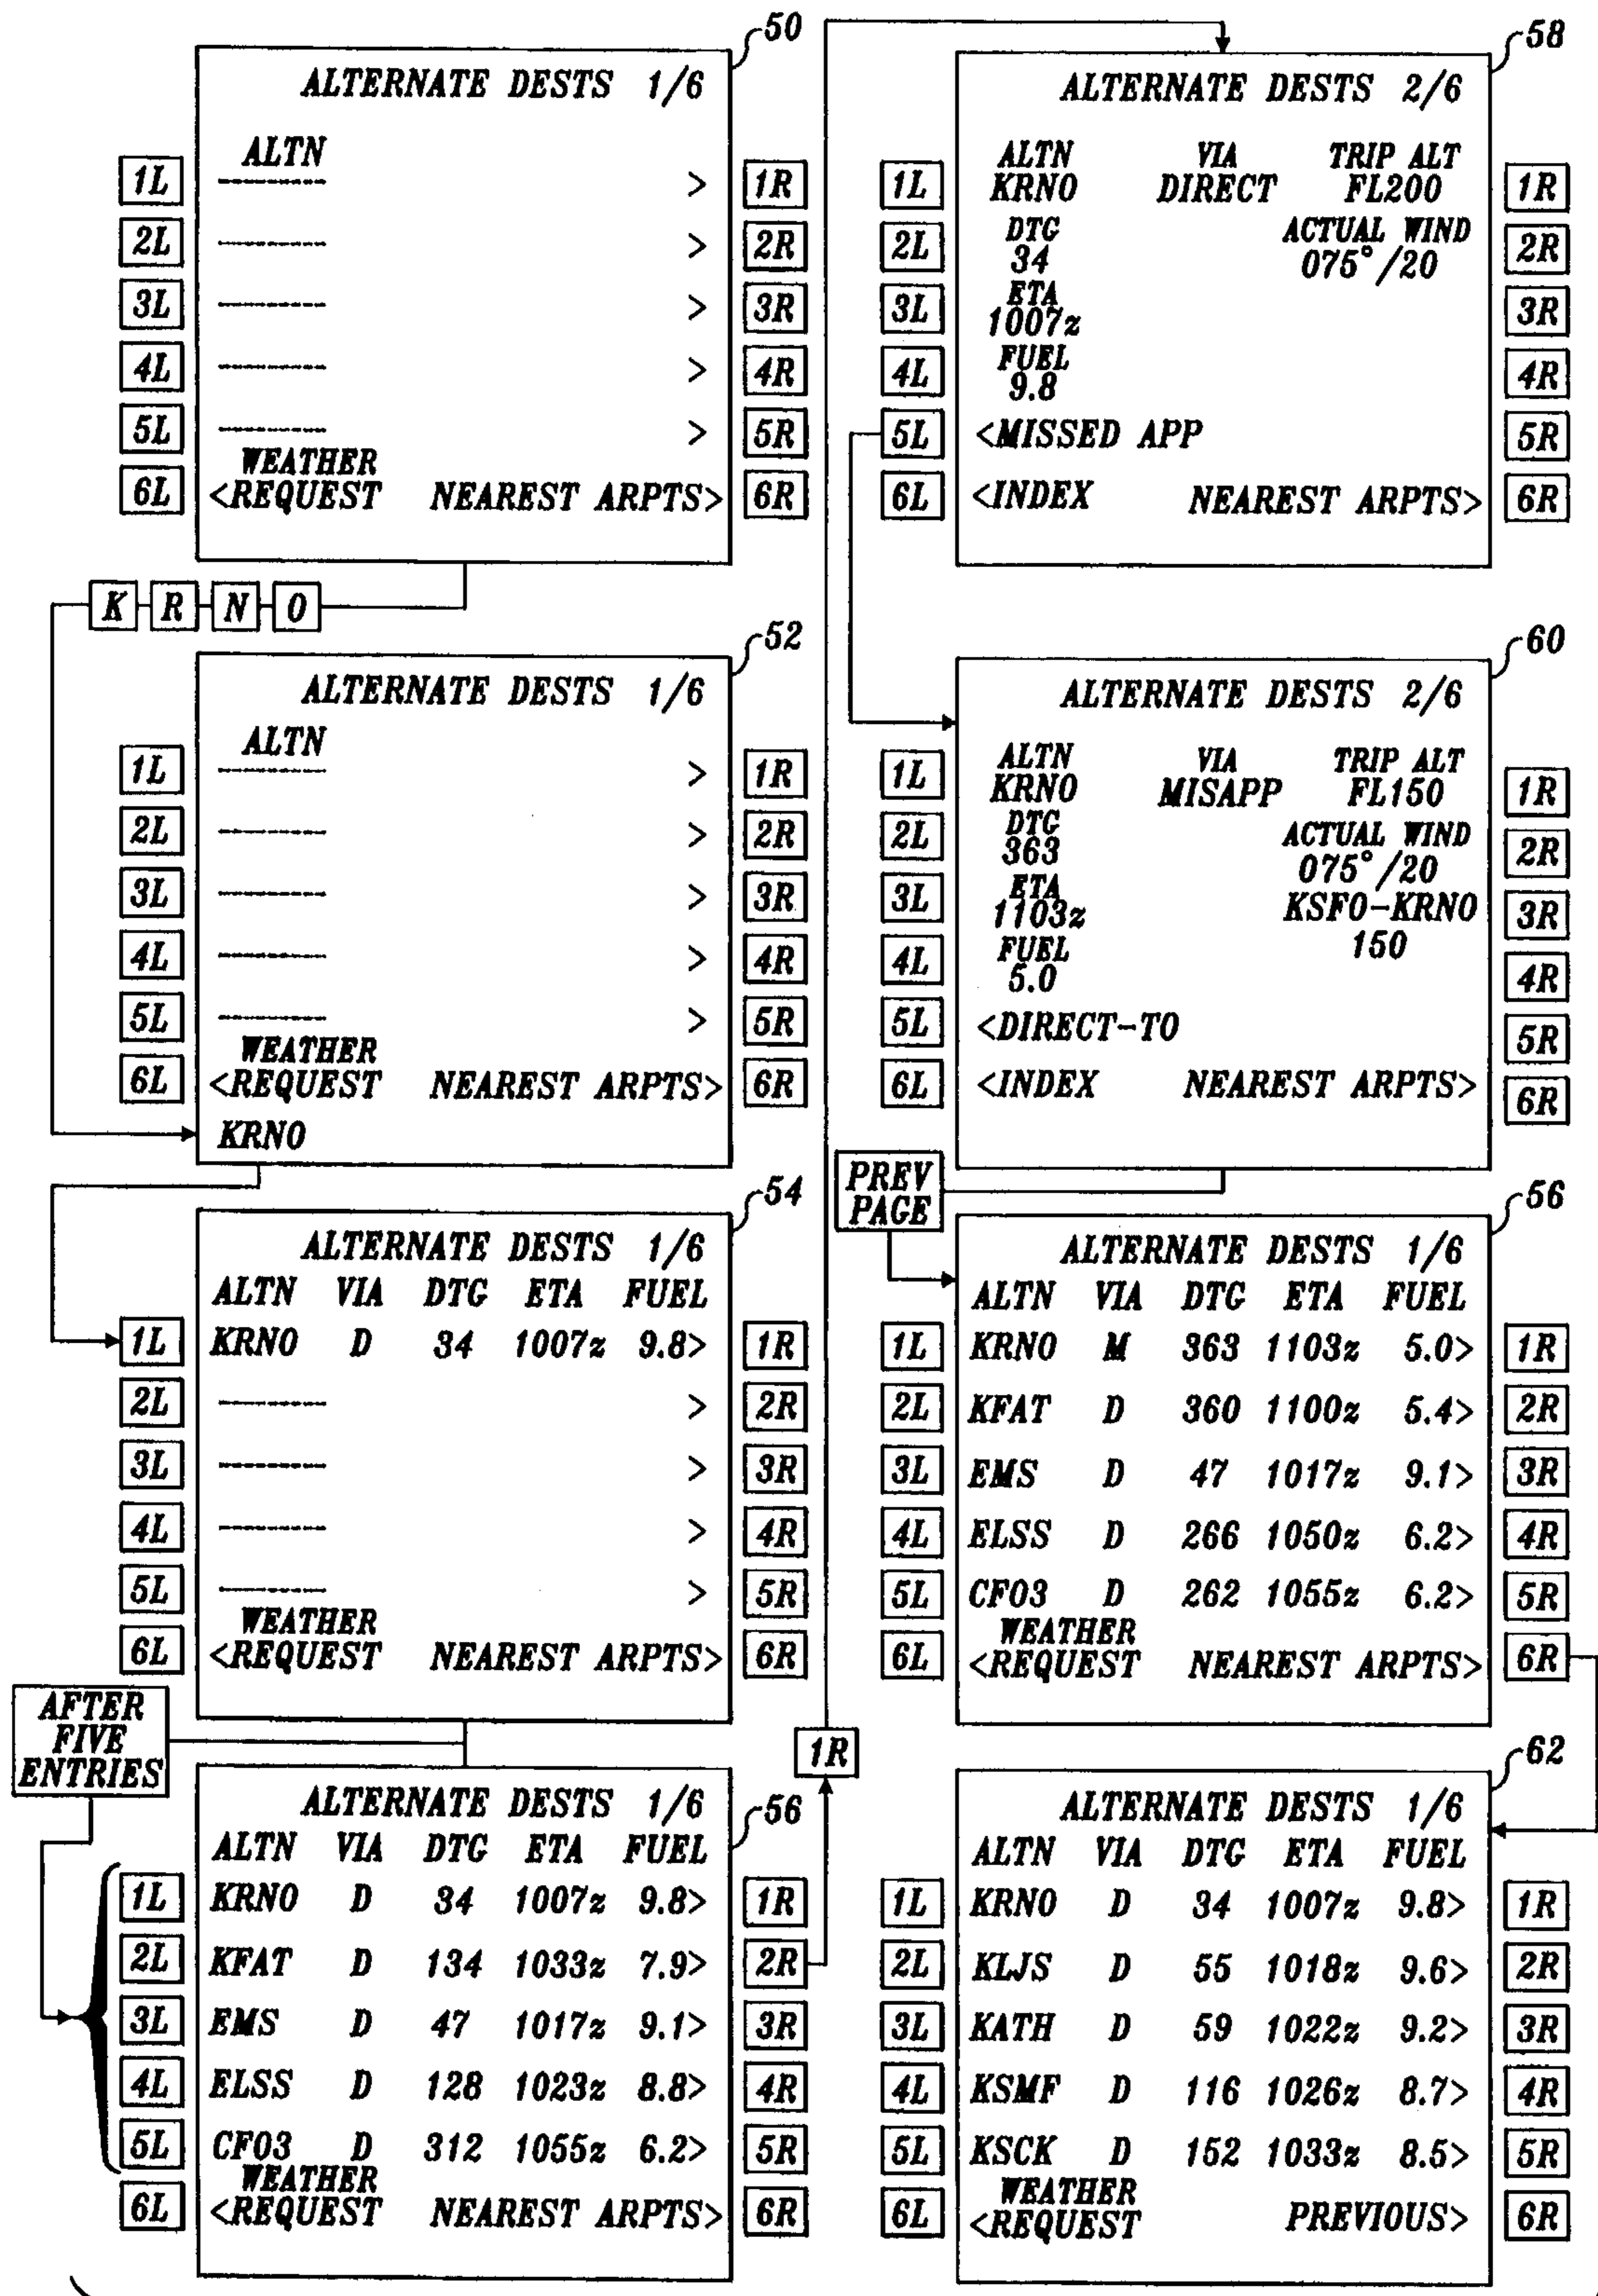 50
ALTERNATE DESTS 1/6
ALTN
1L ------ > 1R
2L ------ > 2R
3L ------ > 3R
4L ------ > 4R
5L ------ > 5R
WEATHER
6L <REQUEST NEAREST ARPTS> 6R
K R N O
52
ALTERNATE DESTS 1/6
ALTN
1L ------ > 1R
2L ------ > 2R
3L ------ > 3R
4L ------ > 4R
5L ------ > 5R
WEATHER
6L <REQUEST NEAREST ARPTS> 6R
KRNO
54
ALTERNATE DESTS 1/6
ALTN VIA DTG ETA FUEL
1L KRNO D 34 1007z 9.8> 1R
2L ------ > 2R
3L ------ > 3R
4L ------ > 4R
5L ------ > 5R
WEATHER
6L <REQUEST NEAREST ARPTS> 6R
AFTER
FIVE
ENTRIES
56
ALTERNATE DESTS 1/6
ALTN VIA DTG ETA FUEL
1L KRNO D 34 1007z 9.8> 1R
2L KFAT D 134 1033z 7.9> 2R
3L EMS D 47 1017z 9.1> 3R
4L ELSS D 128 1023z 8.8> 4R
5L CF03 D 312 1055z 6.2> 5R
WEATHER
6L <REQUEST NEAREST ARPTS> 6R
1R
58
ALTERNATE DESTS 2/6
ALTN VIA TRIP ALT
1L KRNO DIRECT FL200 1R
DTG ACTUAL WIND
2L 34 075°/20 2R
ETA
3L 1007z 3R
FUEL
4L 9.8 4R
5L <MISSED APP 5R
6L <INDEX NEAREST ARPTS> 6R
60
ALTERNATE DESTS 2/6
ALTN VIA TRIP ALT
1L KRNO MISAPP FL150 1R
DTG ACTUAL WIND
2L 363 075°/20 2R
ETA KSFO-KRNO
3L 1103z 150 3R
FUEL
4L 5.0 4R
5L <DIRECT-TO 5R
6L <INDEX NEAREST ARPTS> 6R
PREV
PAGE
56
ALTERNATE DESTS 1/6
ALTN VIA DTG ETA FUEL
1L KRNO M 363 1103z 5.0> 1R
2L KFAT D 360 1100z 5.4> 2R
3L EMS D 47 1017z 9.1> 3R
4L ELSS D 266 1050z 6.2> 4R
5L CF03 D 262 1055z 6.2> 5R
WEATHER
6L <REQUEST NEAREST ARPTS> 6R
62
ALTERNATE DESTS 1/6
ALTN VIA DTG ETA FUEL
1L KRNO D 34 1007z 9.8> 1R
2L KLJS D 55 1018z 9.6> 2R
3L KATH D 59 1022z 9.2> 3R
4L KSMF D 116 1026z 8.7> 4R
5L KSCK D 152 1033z 8.5> 5R
WEATHER
6L <REQUEST PREVIOUS> 6R